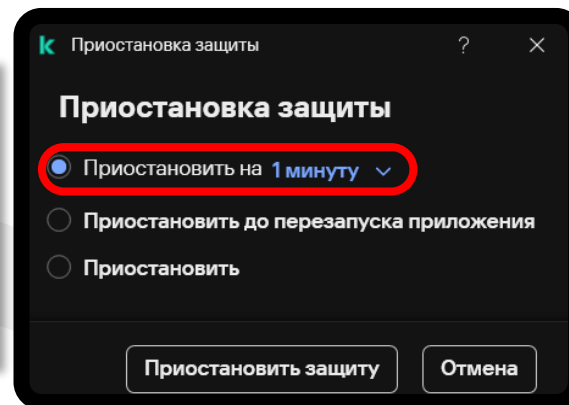 Приостановка защиты ?
Приостановка защиты
Приостановить на 1 минуту
Приостановить до перезапуска приложения
Приостановить
Приостановить защиту Отмена